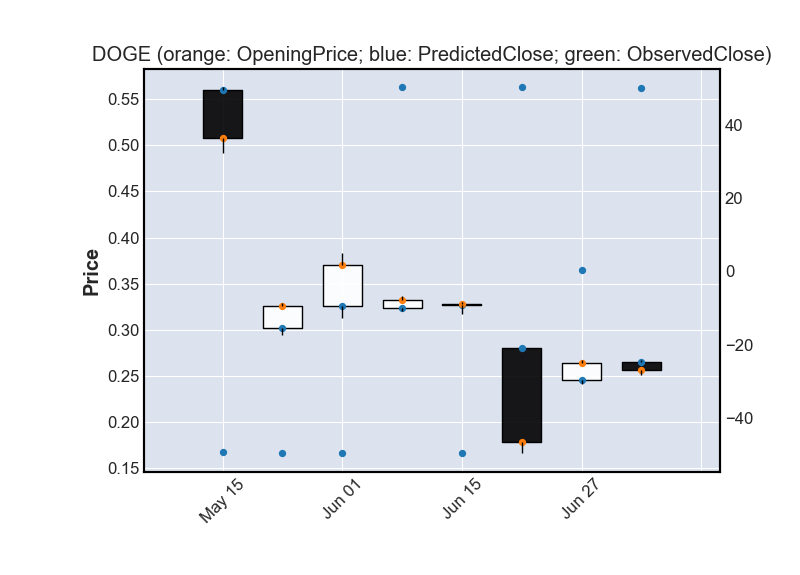 DOGE (orange: OpeningPrice; blue: PredictedClose; green: ObservedClose)
0.55
0.50
0.45
0.40
0.35
0.30
0.25
0.20
0.15
Price
40
20
0
−20
−40
May 15
Jun 01
Jun 15
Jun 27